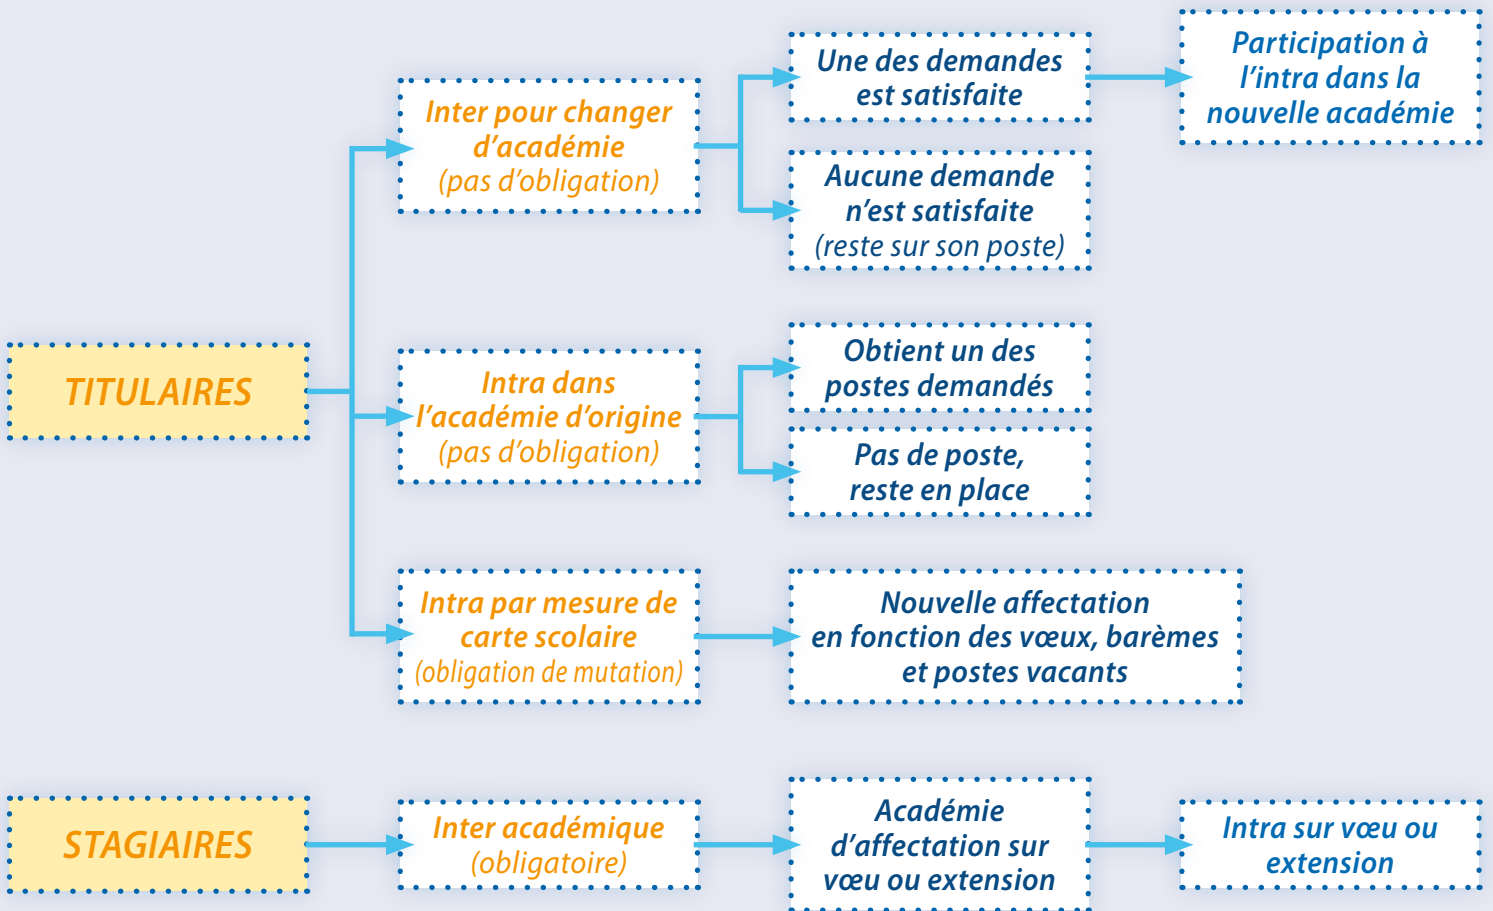 TITULAIRES
Inter pour changer
d’académie
(pas d’obligation)
Une des demandes
est satisfaite
Participation à
l’intra dans la
nouvelle académie
Aucune demande
n’est satisfaite
(reste sur son poste)
Intra dans
l’académie d’origine
(pas d’obligation)
Obtient un des
postes demandés
Pas de poste,
reste en place
Intra par mesure de
carte scolaire
(obligation de mutation)
Nouvelle affectation
en fonction des vœux, barèmes
et postes vacants
STAGIAIRES
Inter académique
(obligatoire)
Académie
d’affectation sur
vœu ou extension
Intra sur vœu ou
extension